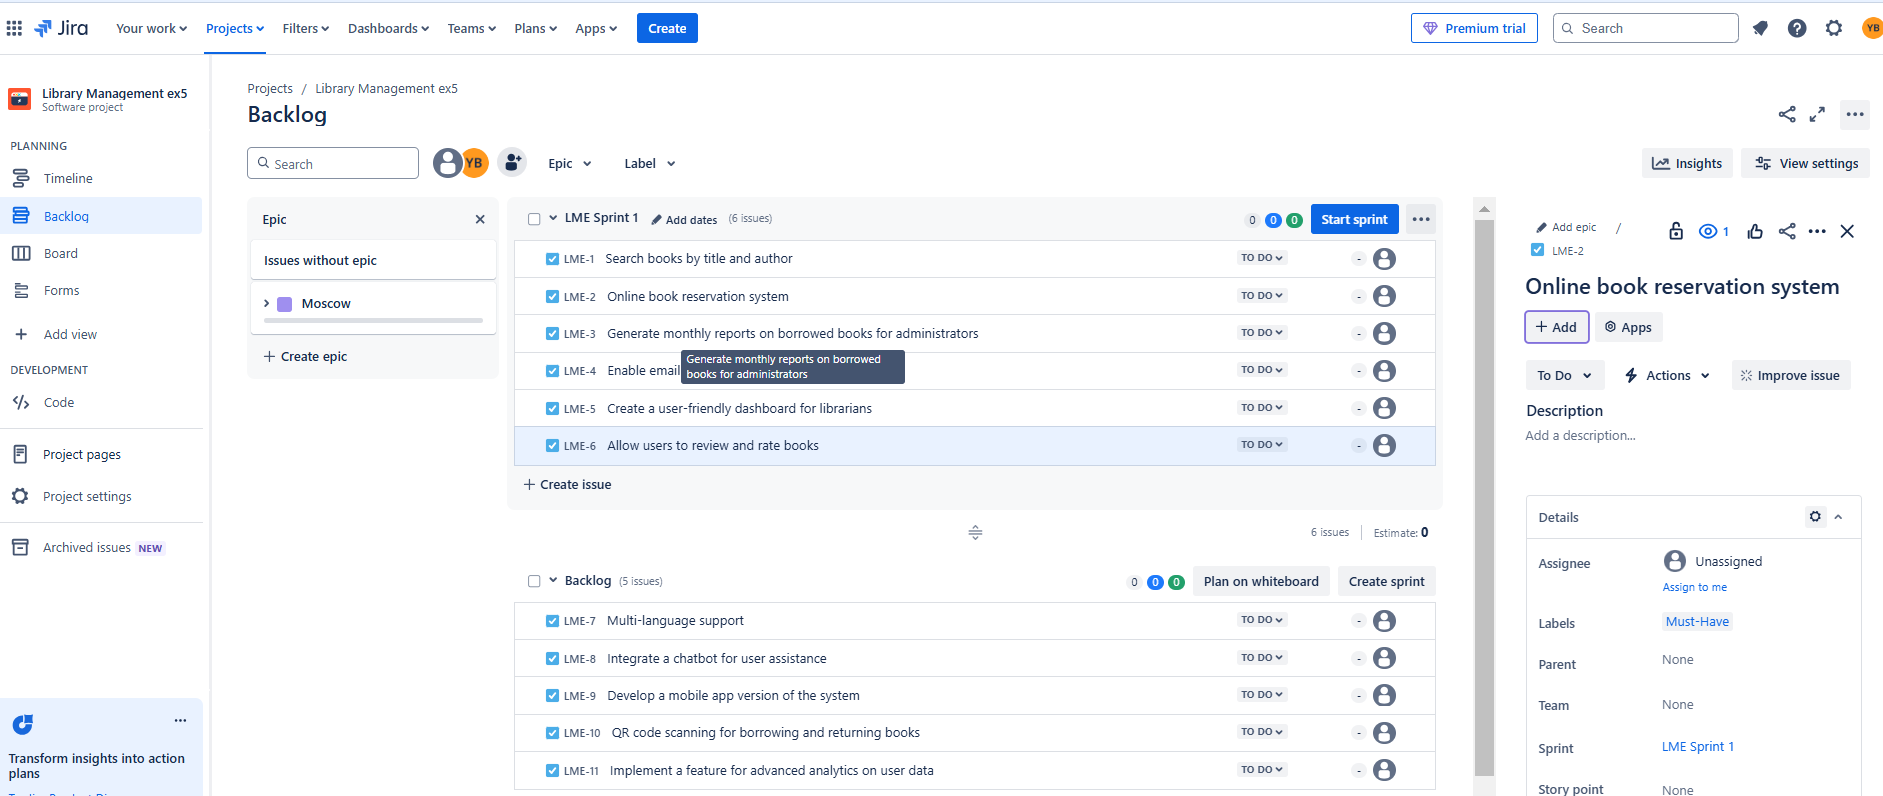 Jira
Your work
Projects
Filters
Dashboards
Teams
Plans
Apps
Create
Premium trial
Search
YB
Library Management ex5
Software project
PLANNING
Timeline
Backlog
Board
Forms
Add view
DEVELOPMENT
Code
Project pages
Project settings
Archived issues NEW
Transform insights into action
plans
Projects / Library Management ex5
Backlog
Search
YB
Epic
Label
Insights
View settings
Epic
Issues without epic
Moscow
Create epic
LME Sprint 1 Add dates (6 issues)
0 0 0 Start sprint
LME-1 Search books by title and author TO DO -
LME-2 Online book reservation system TO DO -
LME-3 Generate monthly reports on borrowed books for administrators TO DO -
LME-4 Enable email TO DO -
Generate monthly reports on borrowed
books for administrators
LME-5 Create a user-friendly dashboard for librarians TO DO -
LME-6 Allow users to review and rate books TO DO -
Create issue
6 issues Estimate: 0
Backlog (5 issues) 0 0 0 Plan on whiteboard Create sprint
LME-7 Multi-language support TO DO -
LME-8 Integrate a chatbot for user assistance TO DO -
LME-9 Develop a mobile app version of the system TO DO -
LME-10 QR code scanning for borrowing and returning books TO DO -
LME-11 Implement a feature for advanced analytics on user data TO DO -
Add epic / 1
LME-2
Online book reservation system
Add Apps
To Do Actions Improve issue
Description
Add a description...
Details
Assignee Unassigned
Assign to me
Labels Must-Have
Parent None
Team None
Sprint LME Sprint 1
Story point None